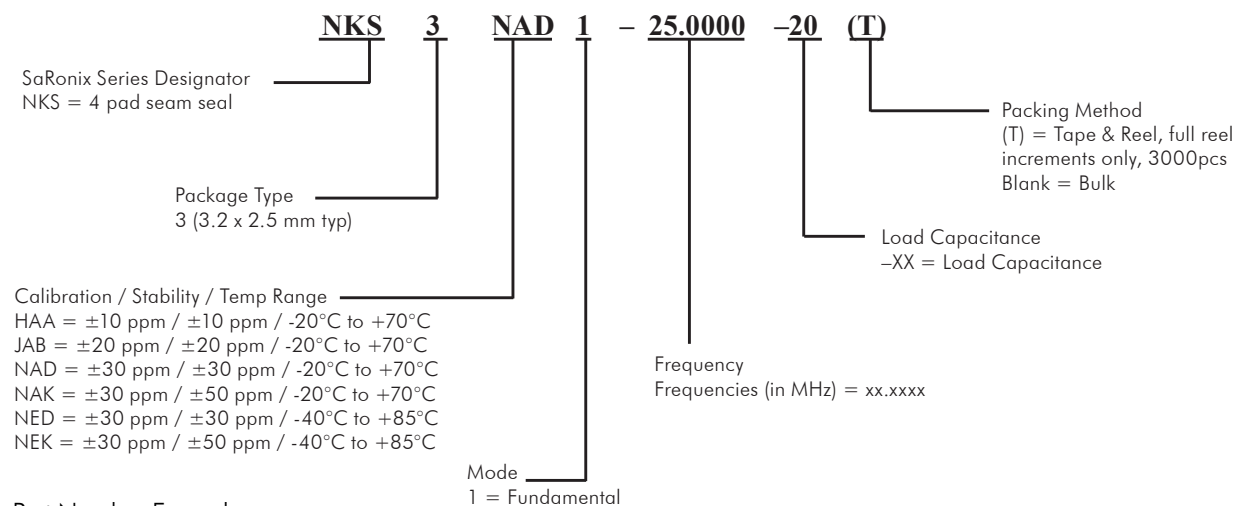 NKS 3 NAD 1 – 25.0000 –20 (T)
SaRonix Series Designator
NKS = 4 pad seam seal
Packing Method
(T) = Tape & Reel, full reel
increments only, 3000pcs
Blank = Bulk
Package Type
3 (3.2 x 2.5 mm typ)
Load Capacitance
–XX = Load Capacitance
Calibration / Stability / Temp Range
HAA = ±10 ppm / ±10 ppm / -20°C to +70°C
JAB = ±20 ppm / ±20 ppm / -20°C to +70°C
NAD = ±30 ppm / ±30 ppm / -20°C to +70°C
NAK = ±30 ppm / ±50 ppm / -20°C to +70°C
NED = ±30 ppm / ±30 ppm / -40°C to +85°C
NEK = ±30 ppm / ±50 ppm / -40°C to +85°C
Frequency
Frequencies (in MHz) = xx.xxxx
Mode
1 = Fundamental